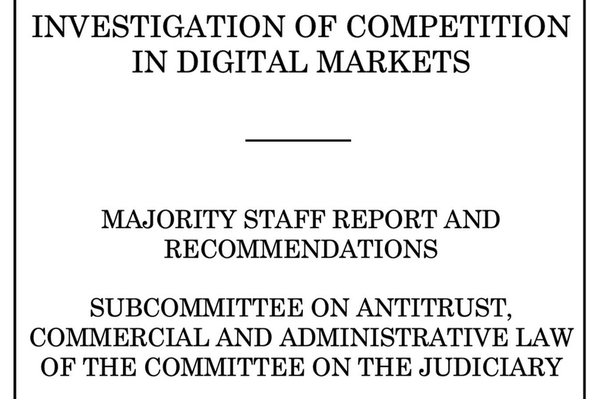 INVESTIGATION OF COMPETITION
IN DIGITAL MARKETS
MAJORITY STAFF REPORT AND
RECOMMENDATIONS
SUBCOMMITTEE ON ANTITRUST,
COMMERCIAL AND ADMINISTRATIVE LAW
OF THE COMMITTEE ON THE JUDICIARY